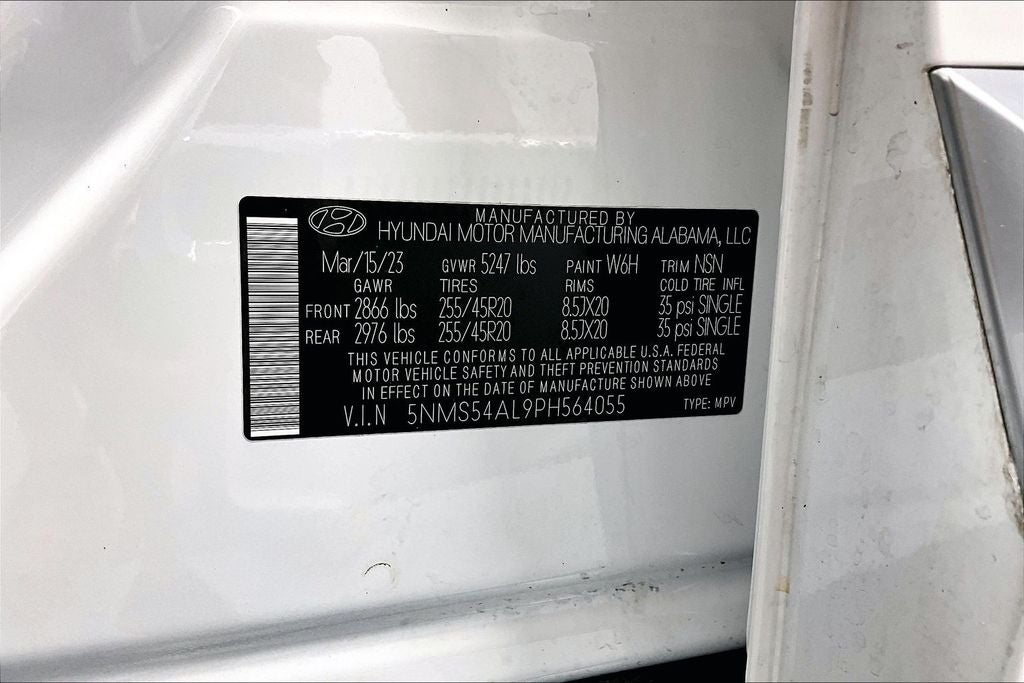 MANUFACTURED BY
HYUNDAI MOTOR MANUFACTURING ALABAMA, LLC
Mar/15/23 GVWR 5247 lbs PAINT W6H TRIM NSN
GAWR TIRES RIMS COLD TIRE INFL
FRONT 2866 lbs 255/45R20 8.5JX20 35 psi SINGLE
REAR 2976 lbs 255/45R20 8.5JX20 35 psi SINGLE
THIS VEHICLE CONFORMS TO ALL APPLICABLE U.S.A. FEDERAL
MOTOR VEHICLE SAFETY AND THEFT PREVENTION STANDARDS
IN EFFECT ON THE DATE OF MANUFACTURE SHOWN ABOVE
V.I.N 5NMS54AL9PH564055 TYPE: MPV